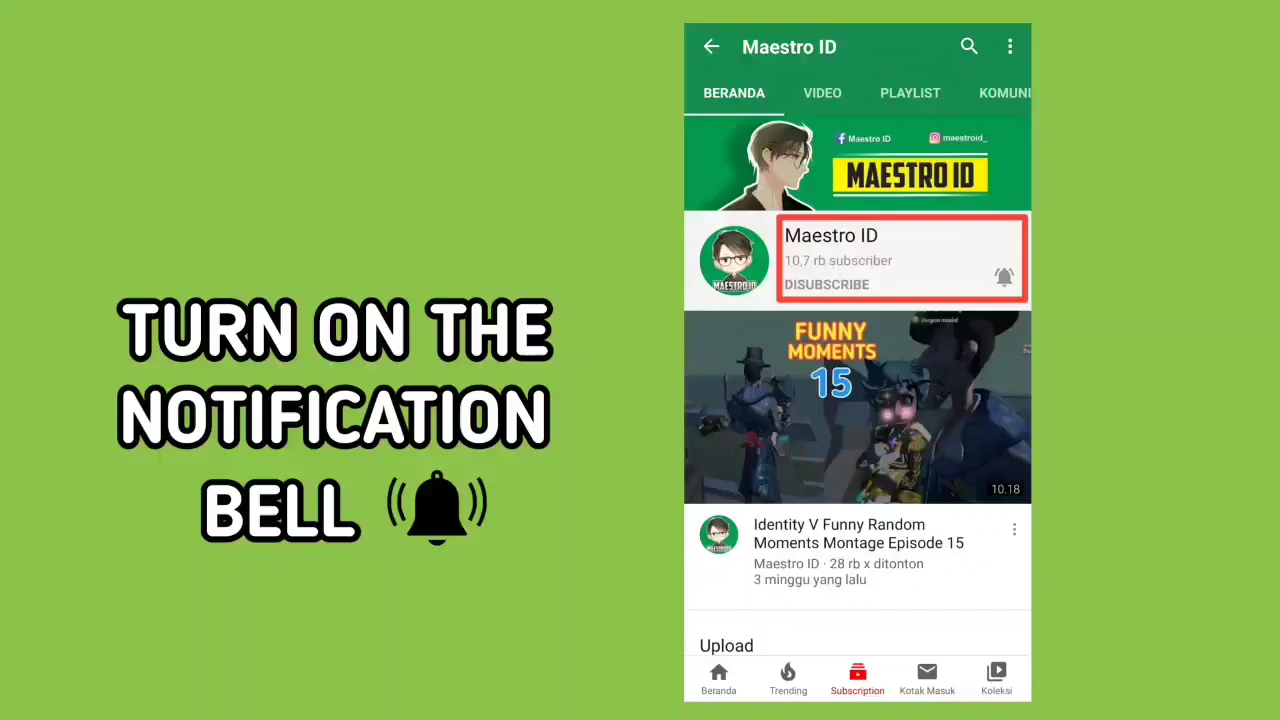 TURN ON THE
NOTIFICATION
BELL
Maestro ID
BERANDA VIDEO PLAYLIST KOMUNI
Maestro ID maestroid_
MAESTRO ID
Maestro ID
10,7 rb subscriber
DISUBSCRIBE
MAESTRO ID
FUNNY
MOMENTS
15
10.18
Identity V Funny Random
Moments Montage Episode 15
Maestro ID · 28 rb x ditonton
3 minggu yang lalu
Upload
Beranda Trending Subscription Kotak Masuk Koleksi